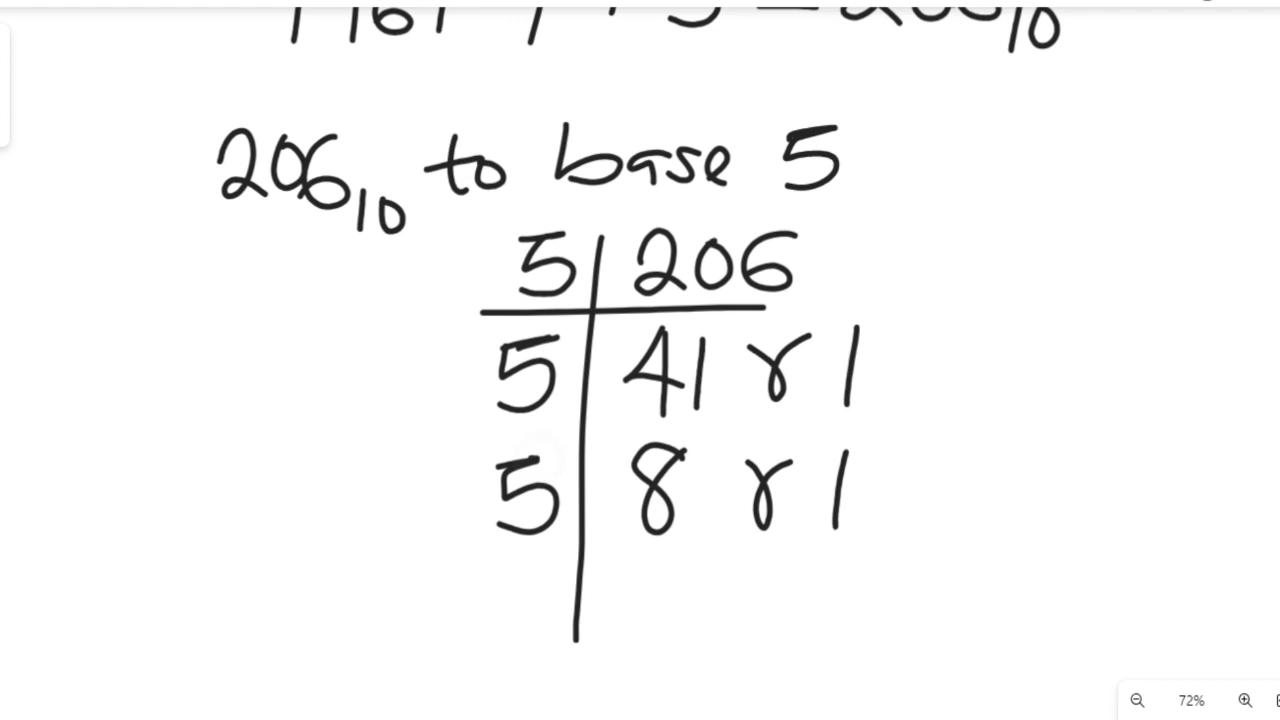 206₁₀ to base 5
5 | 206
5 | 41 r 1
5 | 8 r 1
72%